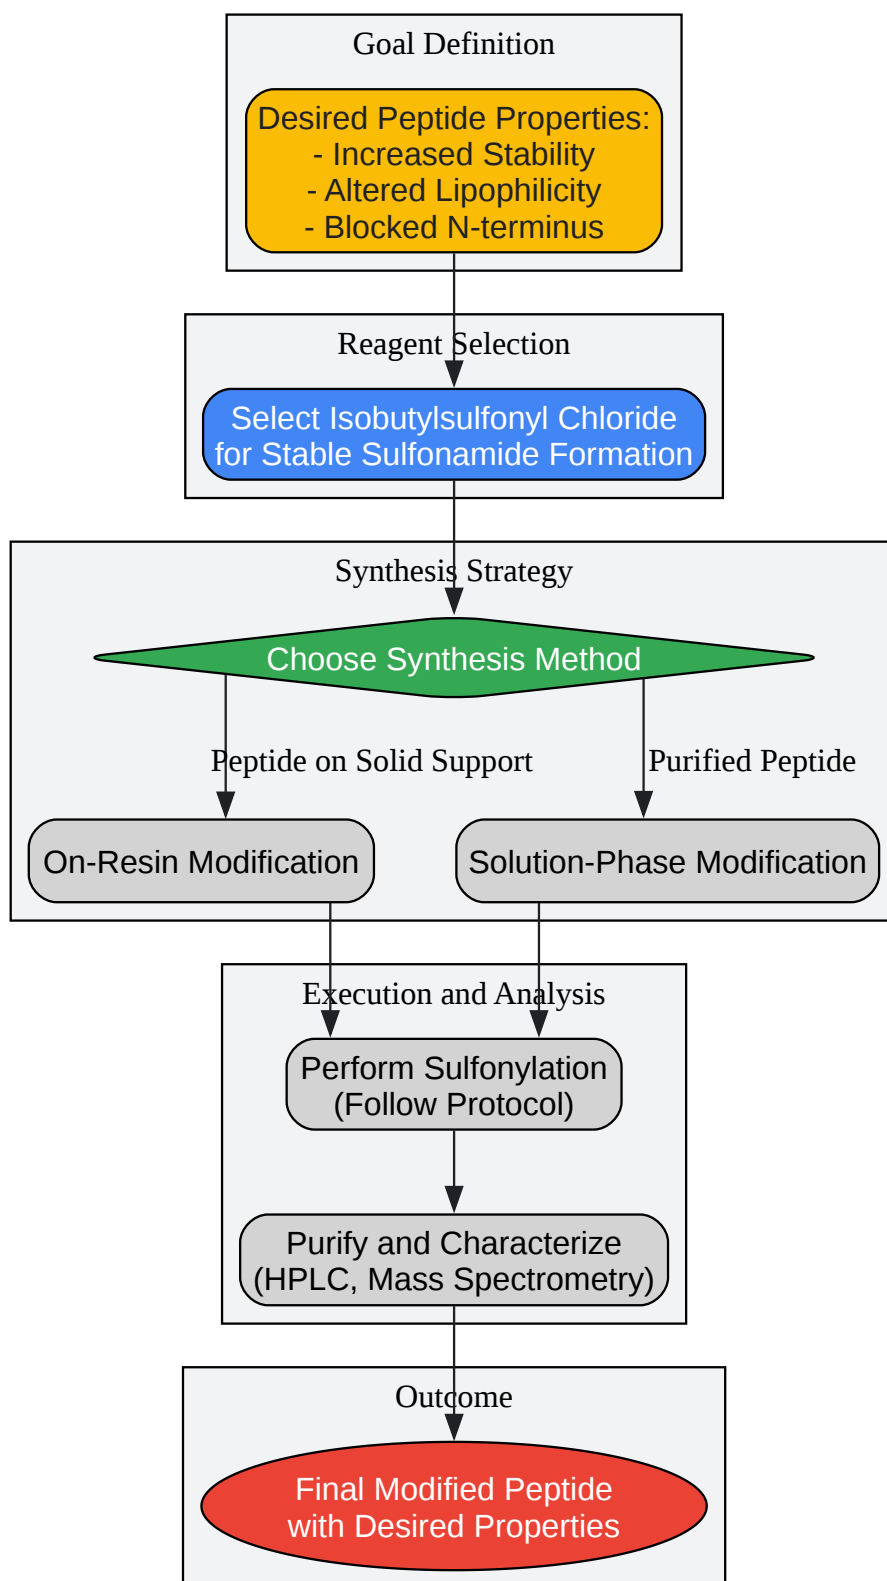 Goal Definition
Desired Peptide Properties:
- Increased Stability
- Altered Lipophilicity
- Blocked N-terminus
Reagent Selection
Select Isobutylsulfonyl Chloride
for Stable Sulfonamide Formation
Synthesis Strategy
Choose Synthesis Method
Peptide on Solid Support
Purified Peptide
On-Resin Modification
Solution-Phase Modification
Execution and Analysis
Perform Sulfonylation
(Follow Protocol)
Purify and Characterize
(HPLC, Mass Spectrometry)
Outcome
Final Modified Peptide
with Desired Properties